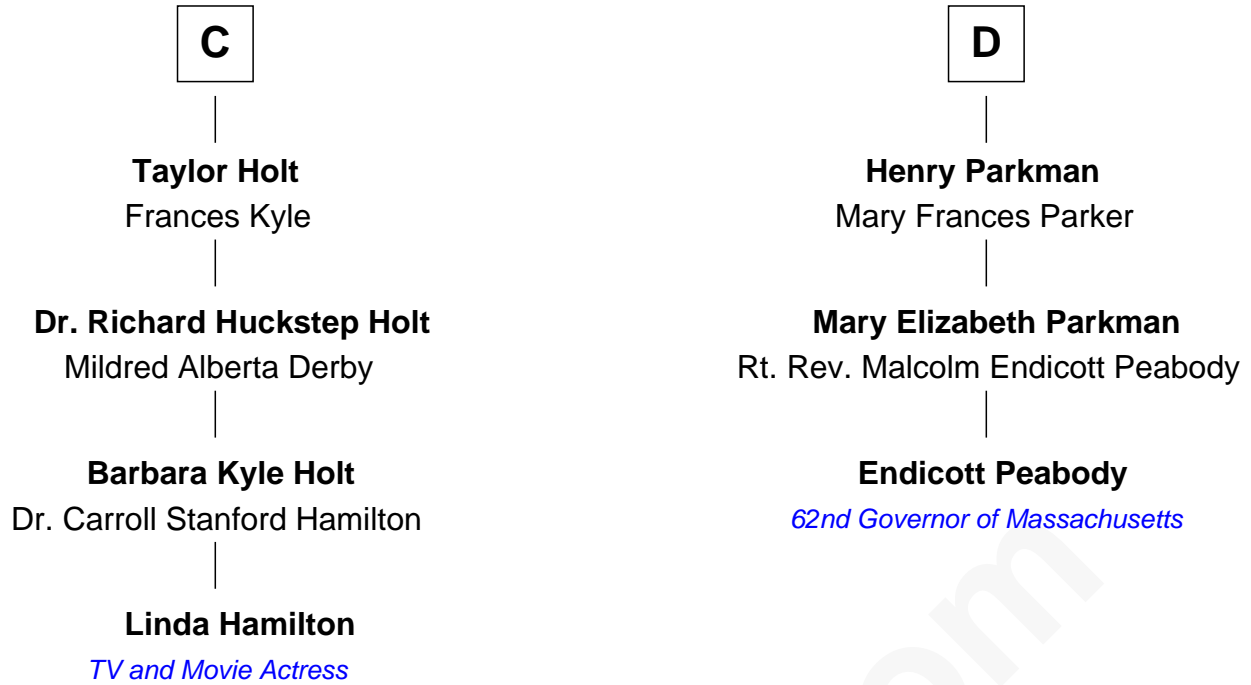 C
Taylor Holt
Frances Kyle
Dr. Richard Huckstep Holt
Mildred Alberta Derby
Barbara Kyle Holt
Dr. Carroll Stanford Hamilton
Linda Hamilton
TV and Movie Actress
D
Henry Parkman
Mary Frances Parker
Mary Elizabeth Parkman
Rt. Rev. Malcolm Endicott Peabody
Endicott Peabody
62nd Governor of Massachusetts
om